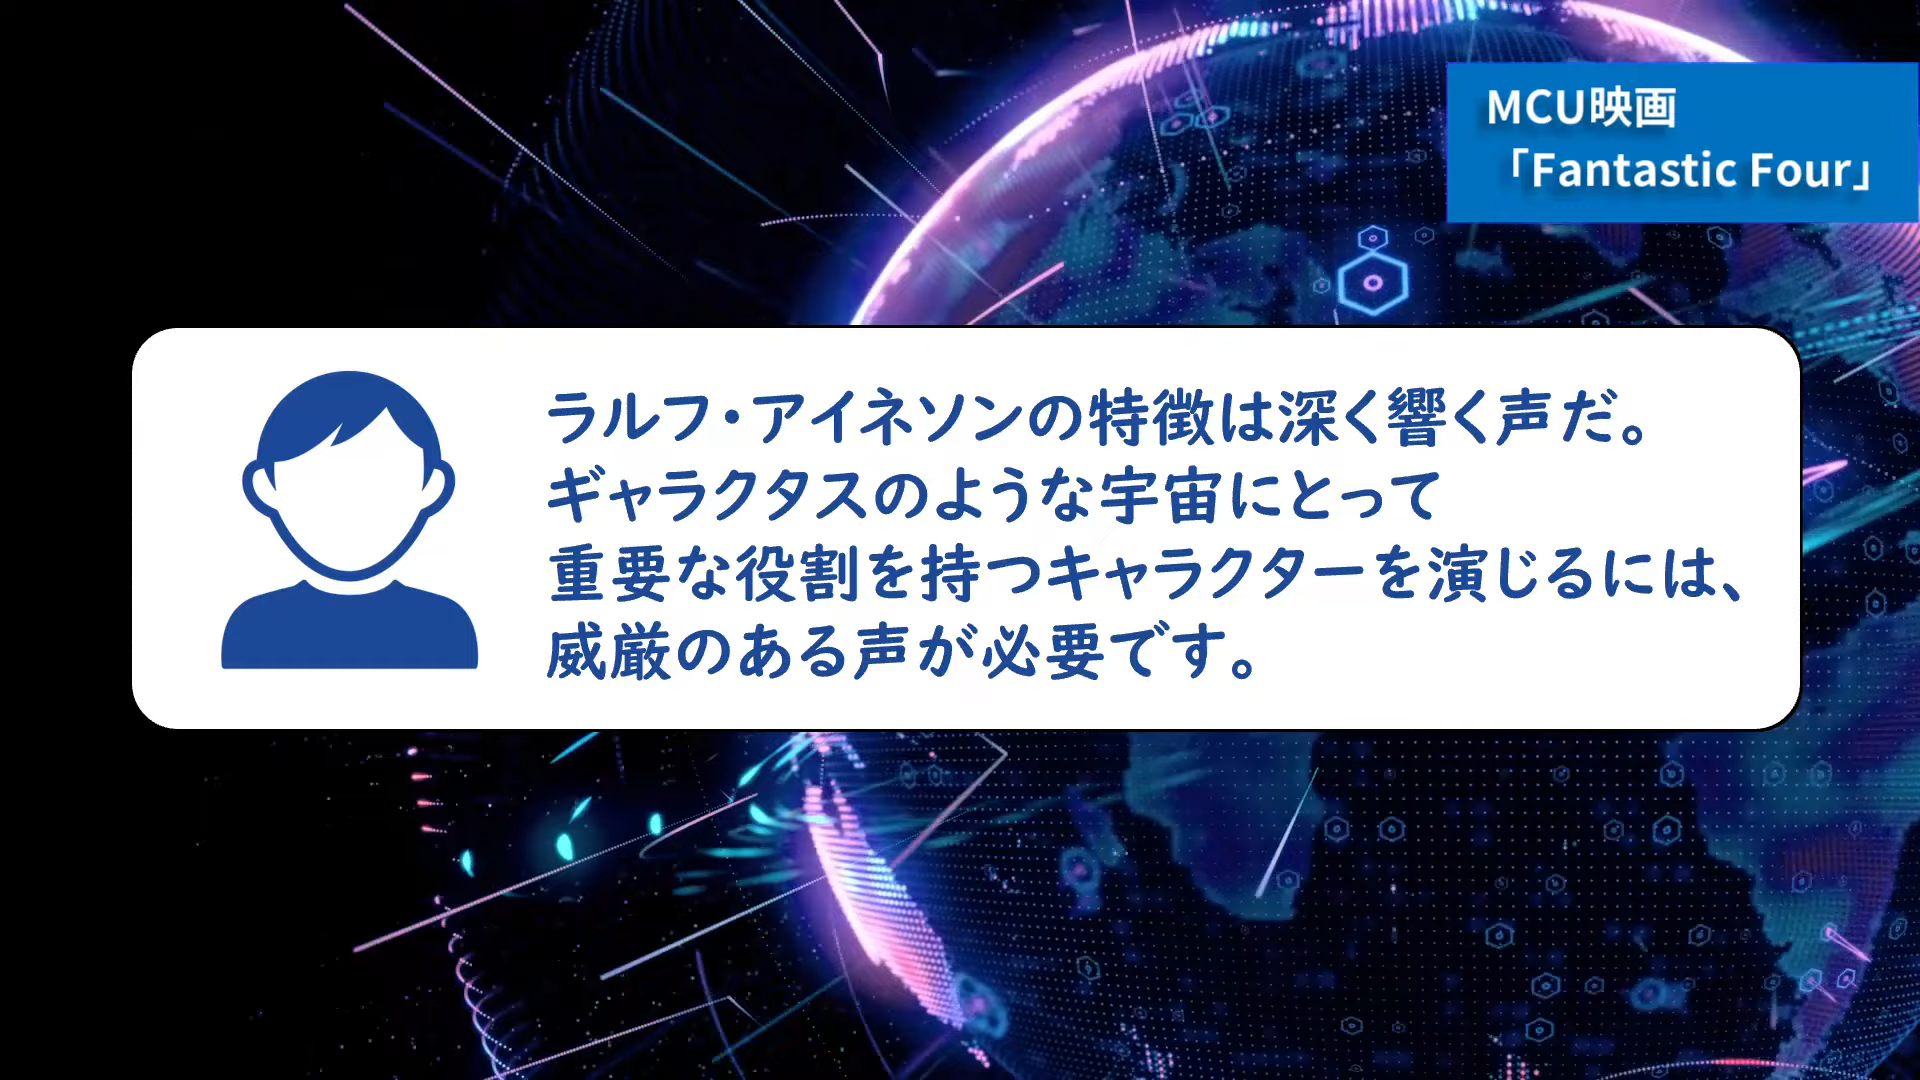 MCU映画
「Fantastic Four」
ラルフ・アイネソンの特徴は深く響く声だ。
ギャラクタスのような宇宙にとって
重要な役割を持つキャラクターを演じるには、
威厳のある声が必要です。